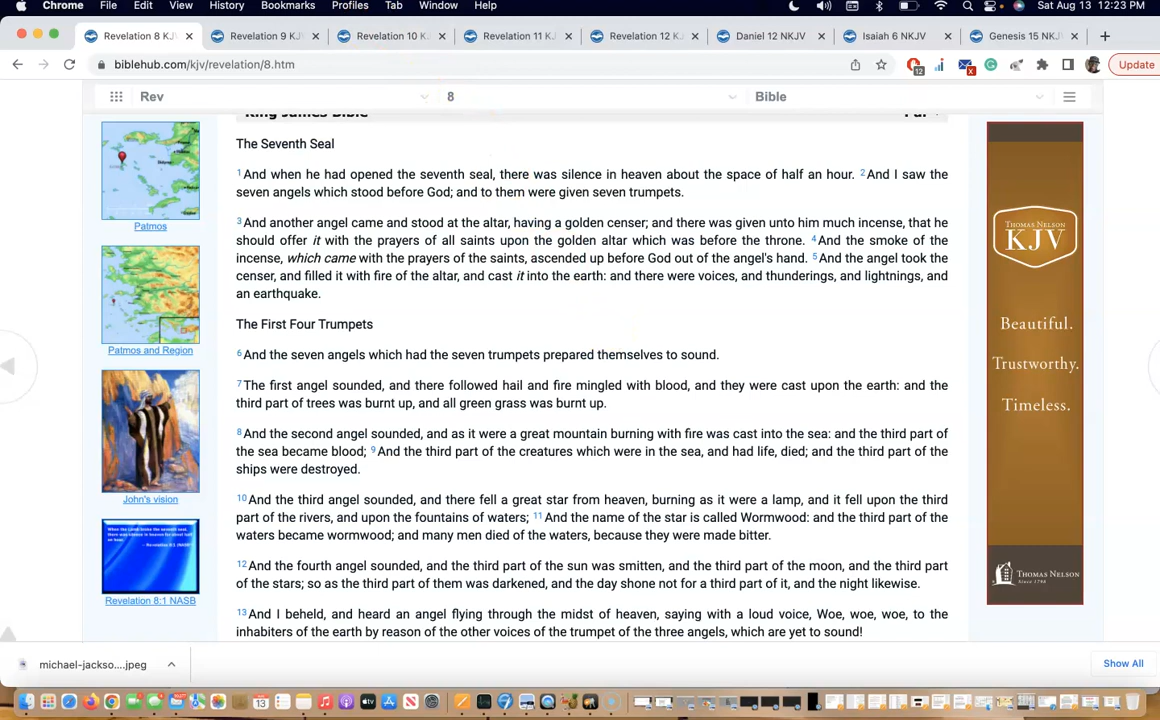 Chrome File Edit View History Bookmarks Profiles Tab Window Help Sat Aug 13 12:23 PM
Revelation 8 KJV Revelation 9 KJ Revelation 10 KJ Revelation 11 KJ Revelation 12 KJ Daniel 12 NKJV Isaiah 6 NKJV Genesis 15 NKJ
biblehub.com/kjv/revelation/8.htm 12 x Update
Rev 8 Bible
King James Bible Par
The Seventh Seal
1And when he had opened the seventh seal, there was silence in heaven about the space of half an hour. 2And I saw the
seven angels which stood before God; and to them were given seven trumpets.
3And another angel came and stood at the altar, having a golden censer; and there was given unto him much incense, that he
should offer it with the prayers of all saints upon the golden altar which was before the throne. 4And the smoke of the
incense, which came with the prayers of the saints, ascended up before God out of the angel's hand. 5And the angel took the
censer, and filled it with fire of the altar, and cast it into the earth: and there were voices, and thunderings, and lightnings, and
an earthquake.
The First Four Trumpets
6And the seven angels which had the seven trumpets prepared themselves to sound.
7The first angel sounded, and there followed hail and fire mingled with blood, and they were cast upon the earth: and the
third part of trees was burnt up, and all green grass was burnt up.
8And the second angel sounded, and as it were a great mountain burning with fire was cast into the sea: and the third part of
the sea became blood; 9And the third part of the creatures which were in the sea, and had life, died; and the third part of the
ships were destroyed.
10And the third angel sounded, and there fell a great star from heaven, burning as it were a lamp, and it fell upon the third
part of the rivers, and upon the fountains of waters; 11And the name of the star is called Wormwood: and the third part of the
waters became wormwood; and many men died of the waters, because they were made bitter.
12And the fourth angel sounded, and the third part of the sun was smitten, and the third part of the moon, and the third part
of the stars; so as the third part of them was darkened, and the day shone not for a third part of it, and the night likewise.
13And I beheld, and heard an angel flying through the midst of heaven, saying with a loud voice, Woe, woe, woe, to the
inhabiters of the earth by reason of the other voices of the trumpet of the three angels, which are yet to sound!
Patmos
Patmos and Region
John's vision
Revelation 8:1 NASB
THOMAS NELSON
KJV
Beautiful.
Trustworthy.
Timeless.
THOMAS NELSON
Since 1798
michael-jackso....jpeg Show All
13